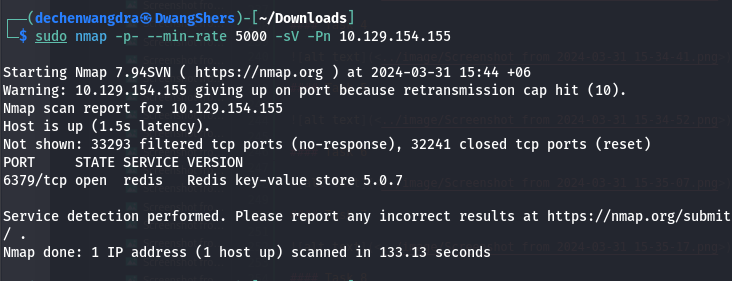 ┌──(dechenwangdra㉿DwangShers)-[~/Downloads]
└─$ sudo nmap -p- --min-rate 5000 -sV -Pn 10.129.154.155
Starting Nmap 7.94SVN ( https://nmap.org ) at 2024-03-31 15:44 +06
Warning: 10.129.154.155 giving up on port because retransmission cap hit (10).
Nmap scan report for 10.129.154.155
Host is up (1.5s latency).
Not shown: 33293 filtered tcp ports (no-response), 32241 closed tcp ports (reset)
PORT     STATE SERVICE VERSION
6379/tcp open  redis   Redis key-value store 5.0.7
Service detection performed. Please report any incorrect results at https://nmap.org/submit
/ .
Nmap done: 1 IP address (1 host up) scanned in 133.13 seconds